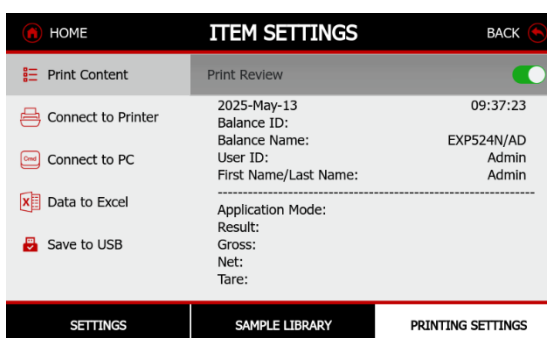 HOME ITEM SETTINGS BACK
Print Content
Connect to Printer
Cmd Connect to PC
Data to Excel
Save to USB
Print Review
2025-May-13 09:37:23
Balance ID:
Balance Name: EXP524N/AD
User ID: Admin
First Name/Last Name: Admin
--------------------------------------------------
Application Mode:
Result:
Gross:
Net:
Tare:
SETTINGS SAMPLE LIBRARY PRINTING SETTINGS